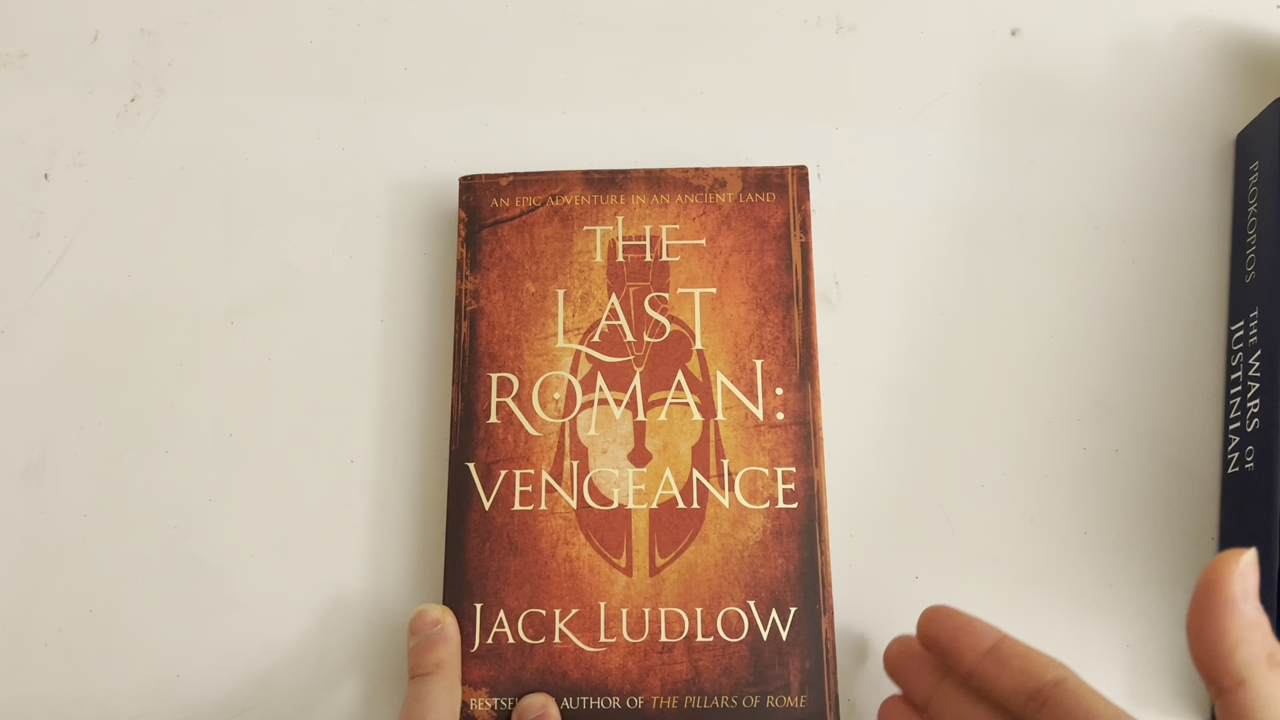 AN EPIC ADVENTURE IN AN ANCIENT LAND
THE
LAST
ROMAN:
VENGEANCE
JACK LUDLOW
AUTHOR OF THE PILLARS OF ROME
PROKOPIOS THE WARS OF
JUSTINIAN